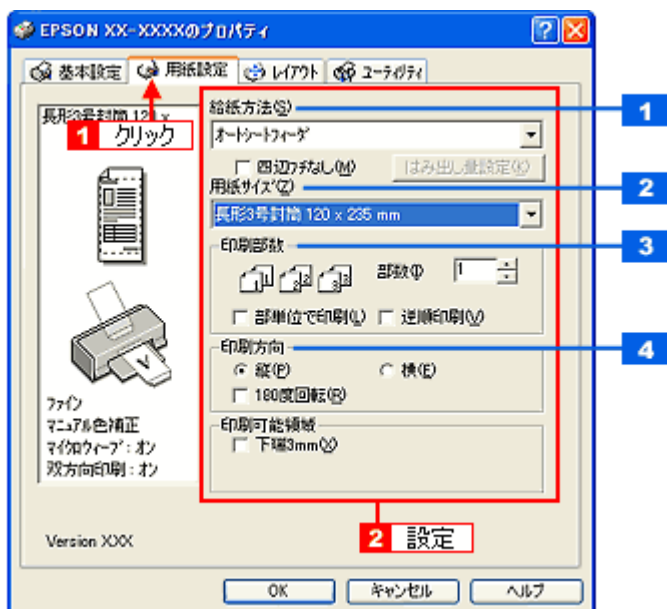 EPSON XX-XXXXのプロパティ
基本設定 用紙設定 レイアウト ユーティリティ
長形3号封筒 120 x
1 クリック
給紙方法(S)
1
オートシートフィーダ
四辺フチなし(M) はみ出し量設定(K)
用紙サイズ(Z)
2
長形3号封筒 120 x 235 mm
印刷部数
3
部数(I) 1
部単位で印刷(L) 逆順印刷(V)
印刷方向
4
縦(P) 横(E)
180度回転(R)
印刷可能領域
下端3mm(X)
ファイン
マニュアル色補正
マイクロウィーブ:オン
双方向印刷:オン
2 設定
Version XXX
OK キャンセル ヘルプ